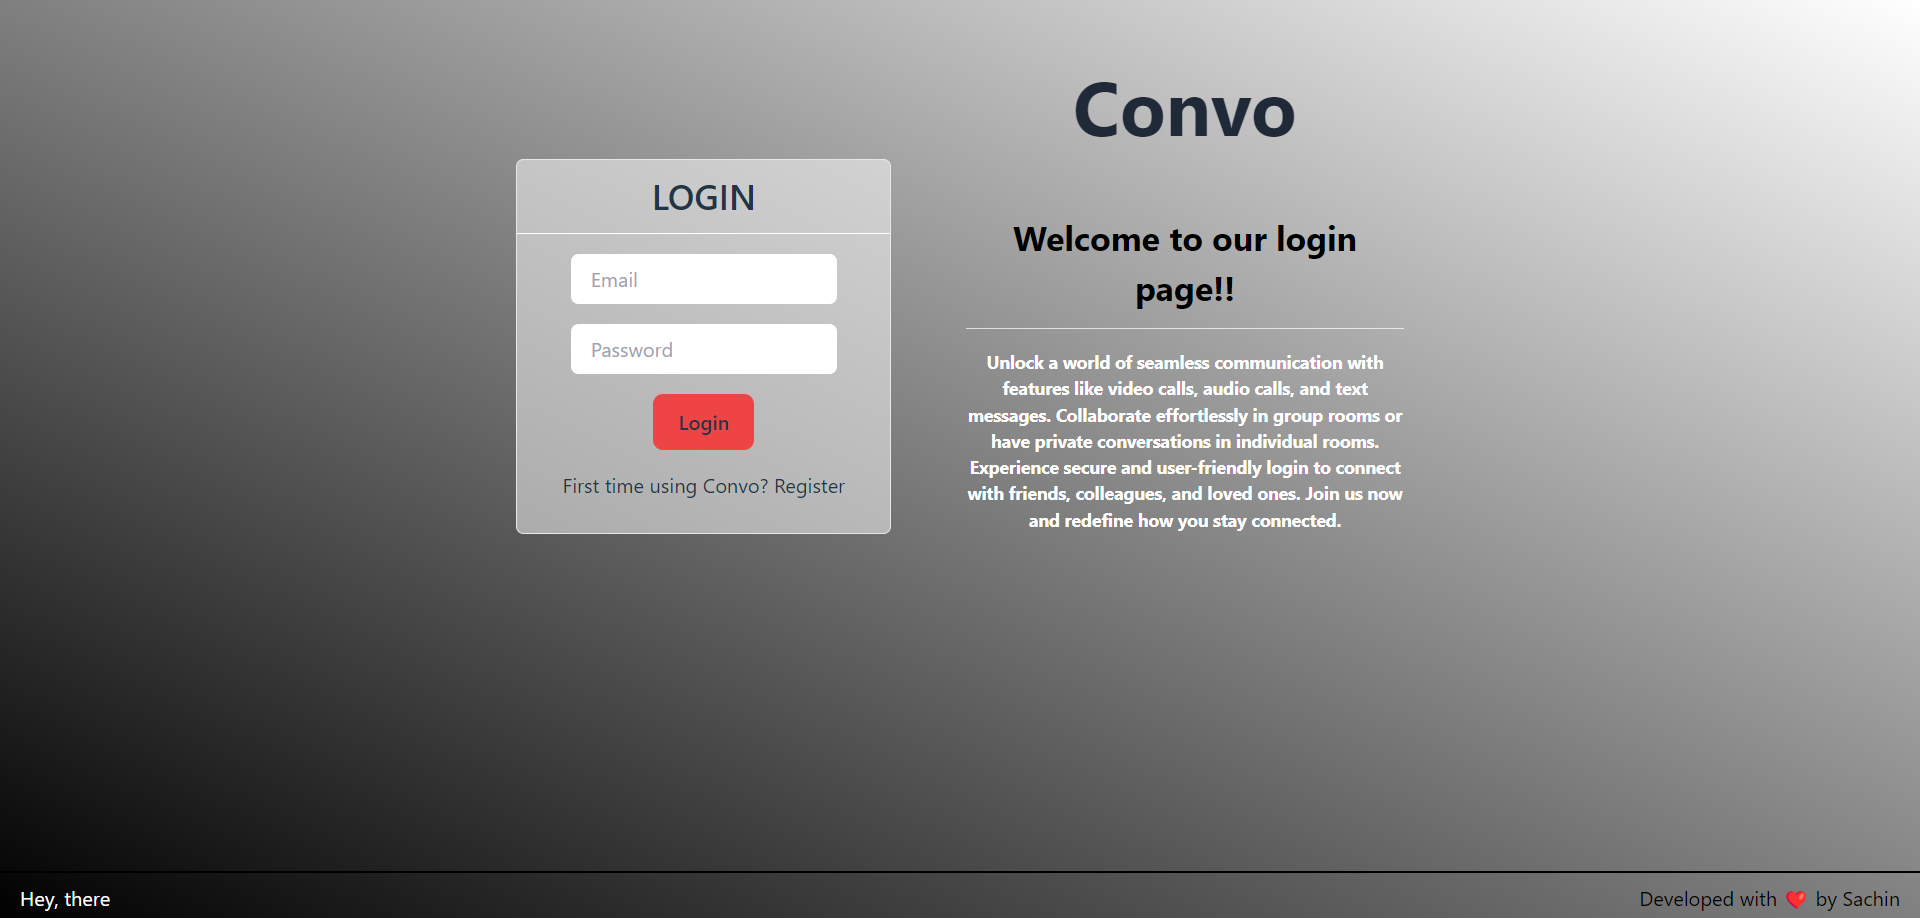 Convo
LOGIN
Email
Password
Login
First time using Convo? Register
Welcome to our login
page!!
Unlock a world of seamless communication with
features like video calls, audio calls, and text
messages. Collaborate effortlessly in group rooms or
have private conversations in individual rooms.
Experience secure and user-friendly login to connect
with friends, colleagues, and loved ones. Join us now
and redefine how you stay connected.
Hey, there
Developed with ❤️ by Sachin